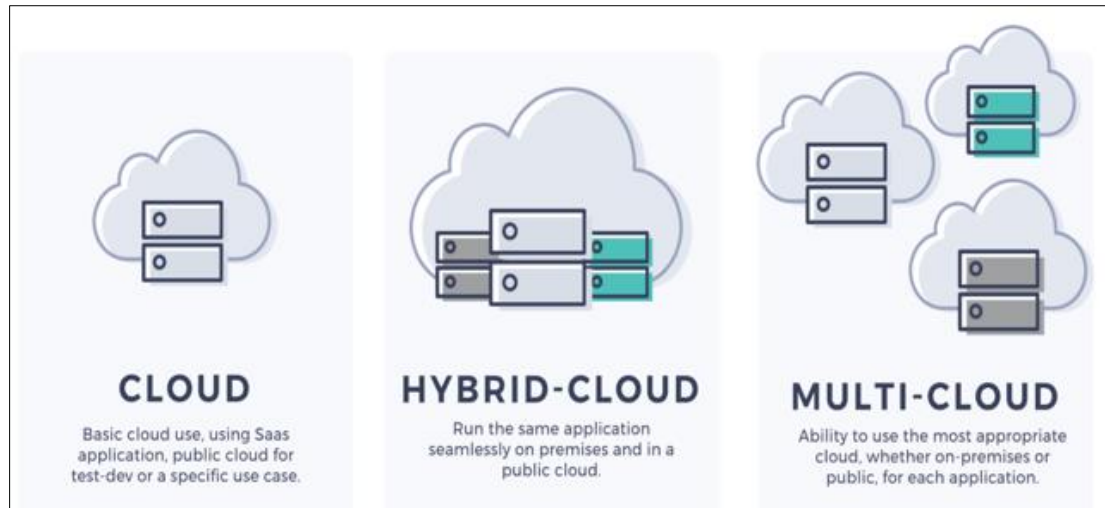 CLOUD
Basic cloud use, using Saas
application, public cloud for
test-dev or a specific use case.
HYBRID-CLOUD
Run the same application
seamlessly on premises and in a
public cloud.
MULTI-CLOUD
Ability to use the most appropriate
cloud, whether on-premises or
public, for each application.